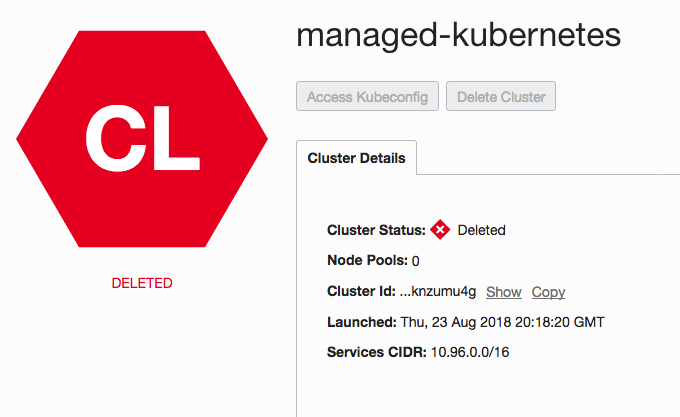 managed-kubernetes
CL
DELETED
Access Kubeconfig Delete Cluster
Cluster Details
Cluster Status: Deleted
Node Pools: 0
Cluster Id: ...knzumu4g Show Copy
Launched: Thu, 23 Aug 2018 20:18:20 GMT
Services CIDR: 10.96.0.0/16